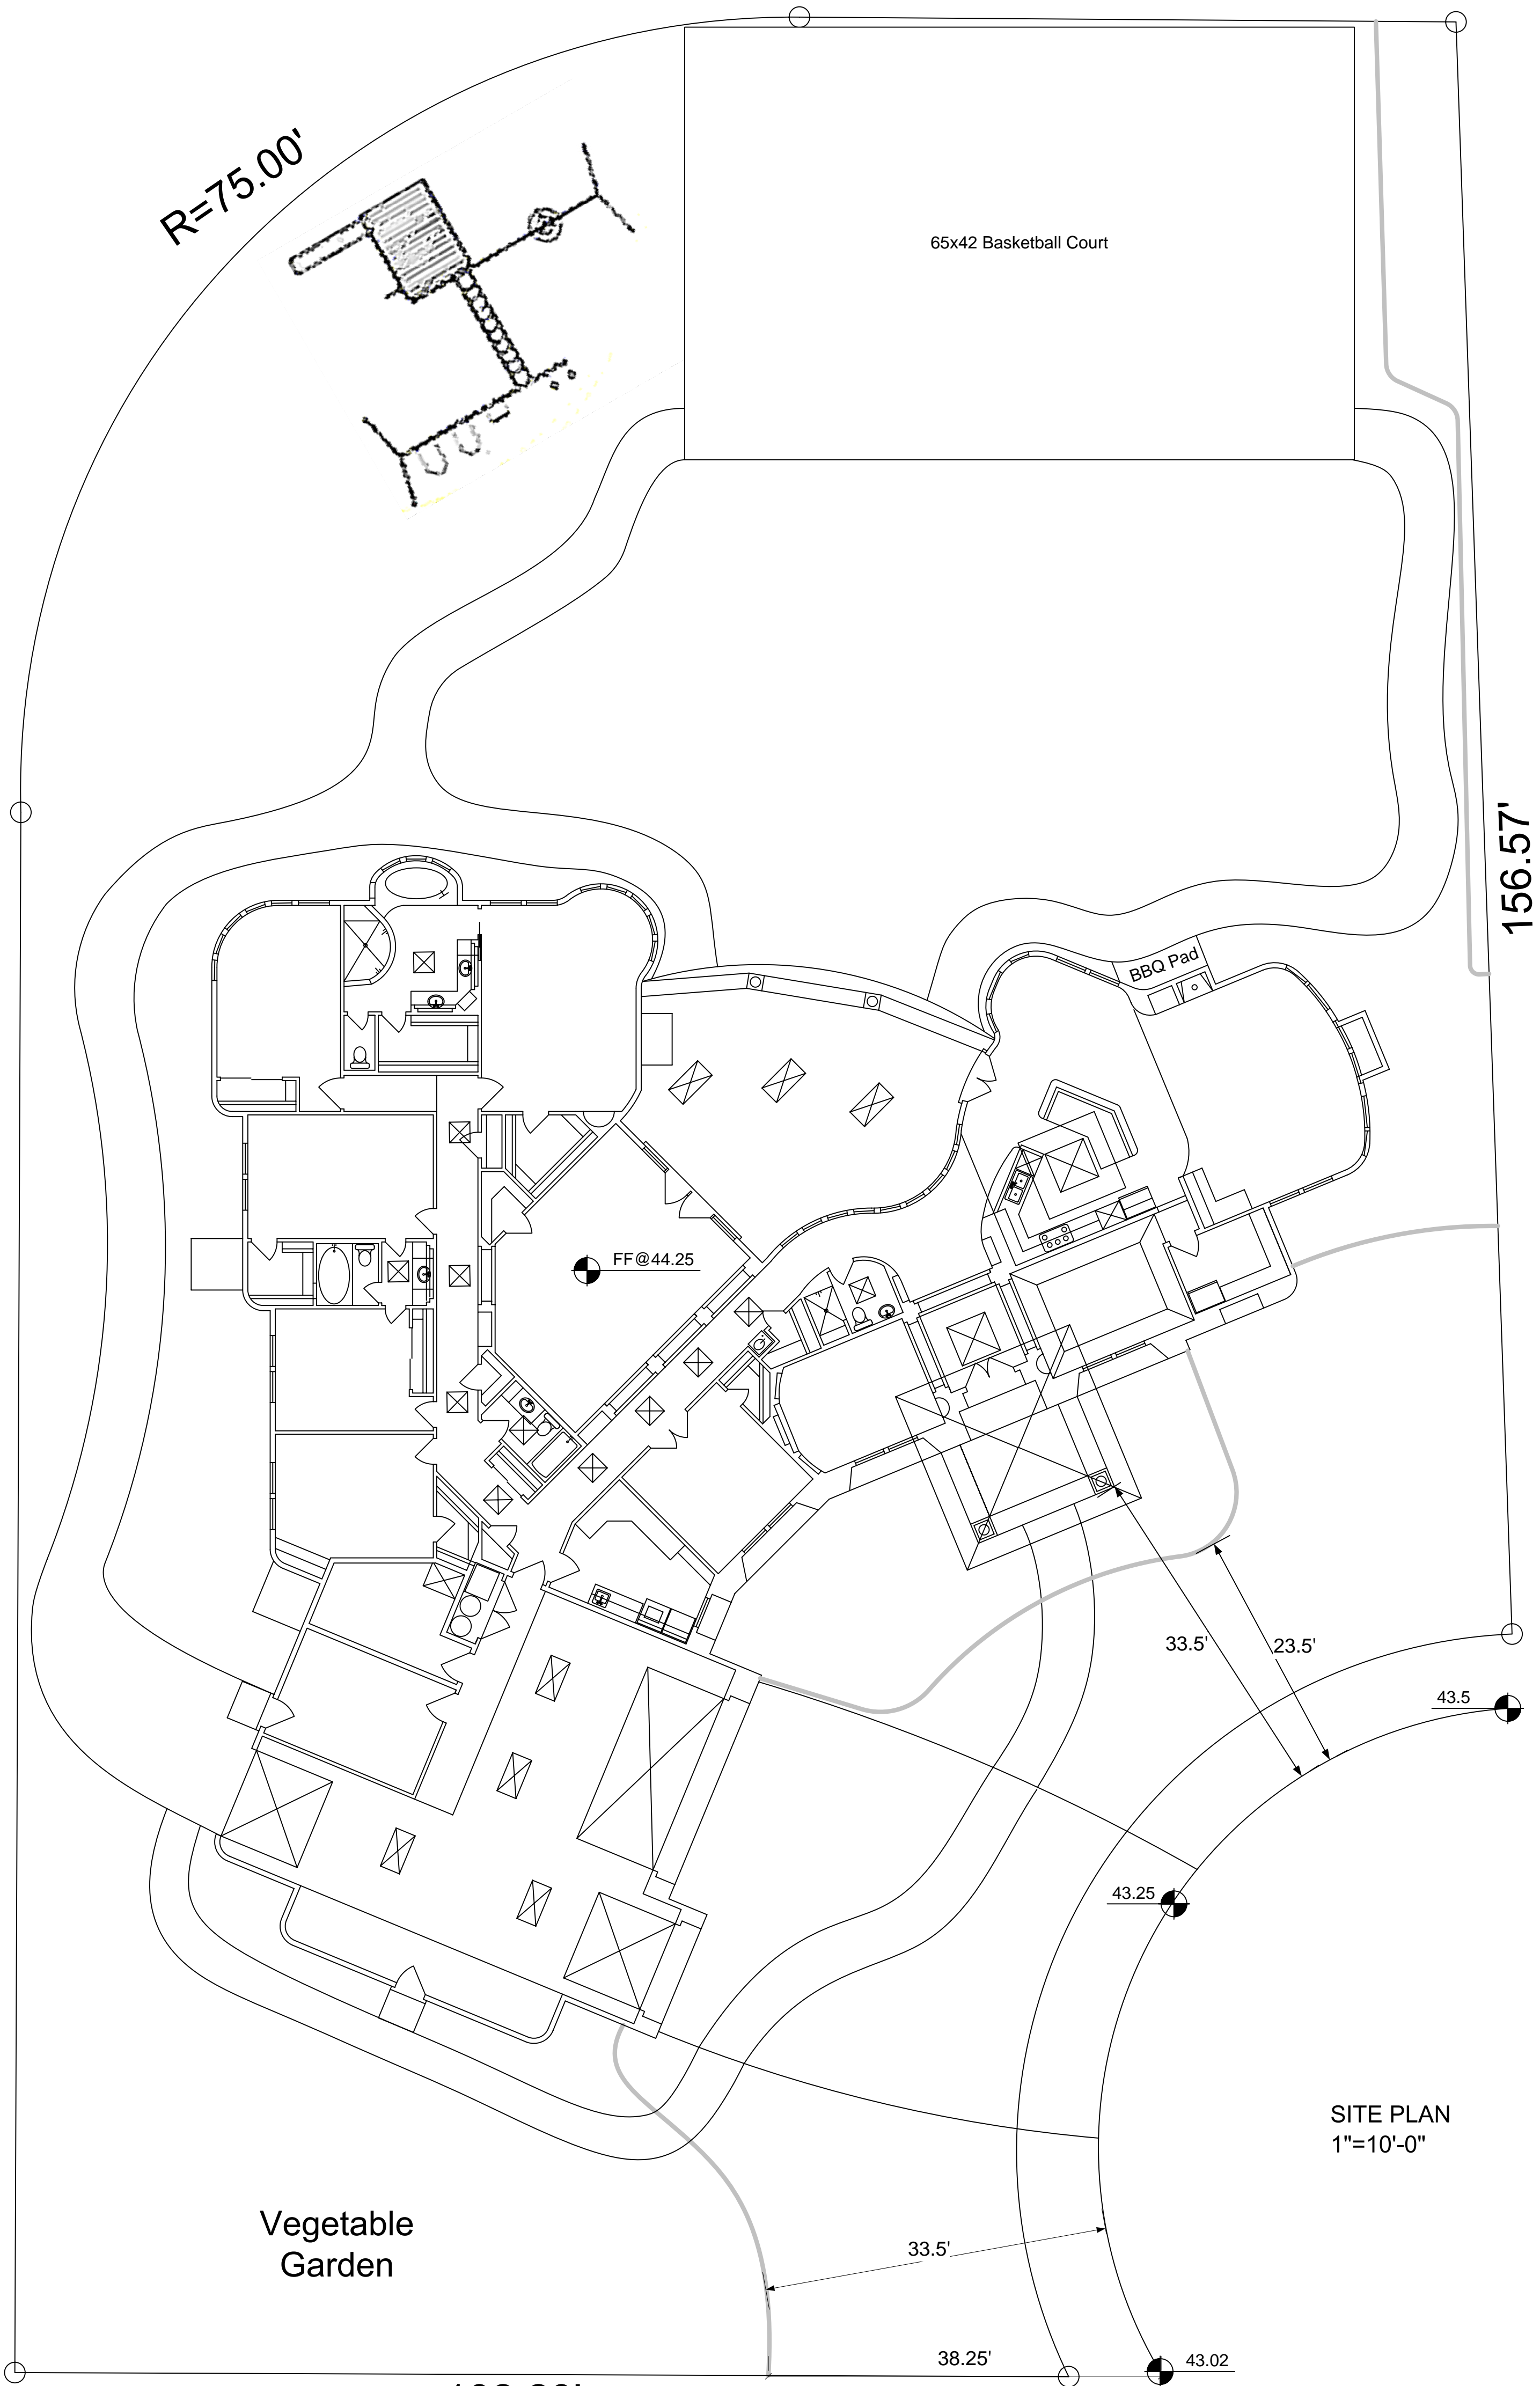 R=75.00'
65x42 Basketball Court
156.57'
BBQ Pad
FF@44.25
33.5'
23.5'
43.5
43.25
SITE PLAN
1"=10'-0"
Vegetable
Garden
33.5'
38.25'
43.02